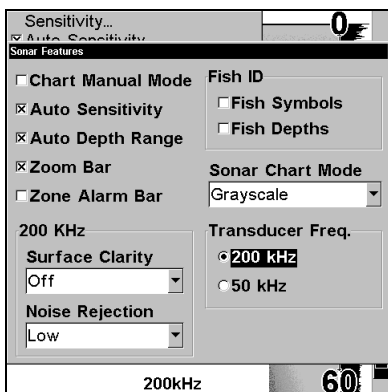 Sensitivity...
Auto Sensitivity
0
Sonar Features
Chart Manual Mode
Auto Sensitivity
Auto Depth Range
Zoom Bar
Zone Alarm Bar
Fish ID
Fish Symbols
Fish Depths
Sonar Chart Mode
Grayscale
200 KHz
Surface Clarity
Off
Noise Rejection
Low
Transducer Freq.
200 kHz
50 kHz
200kHz
60